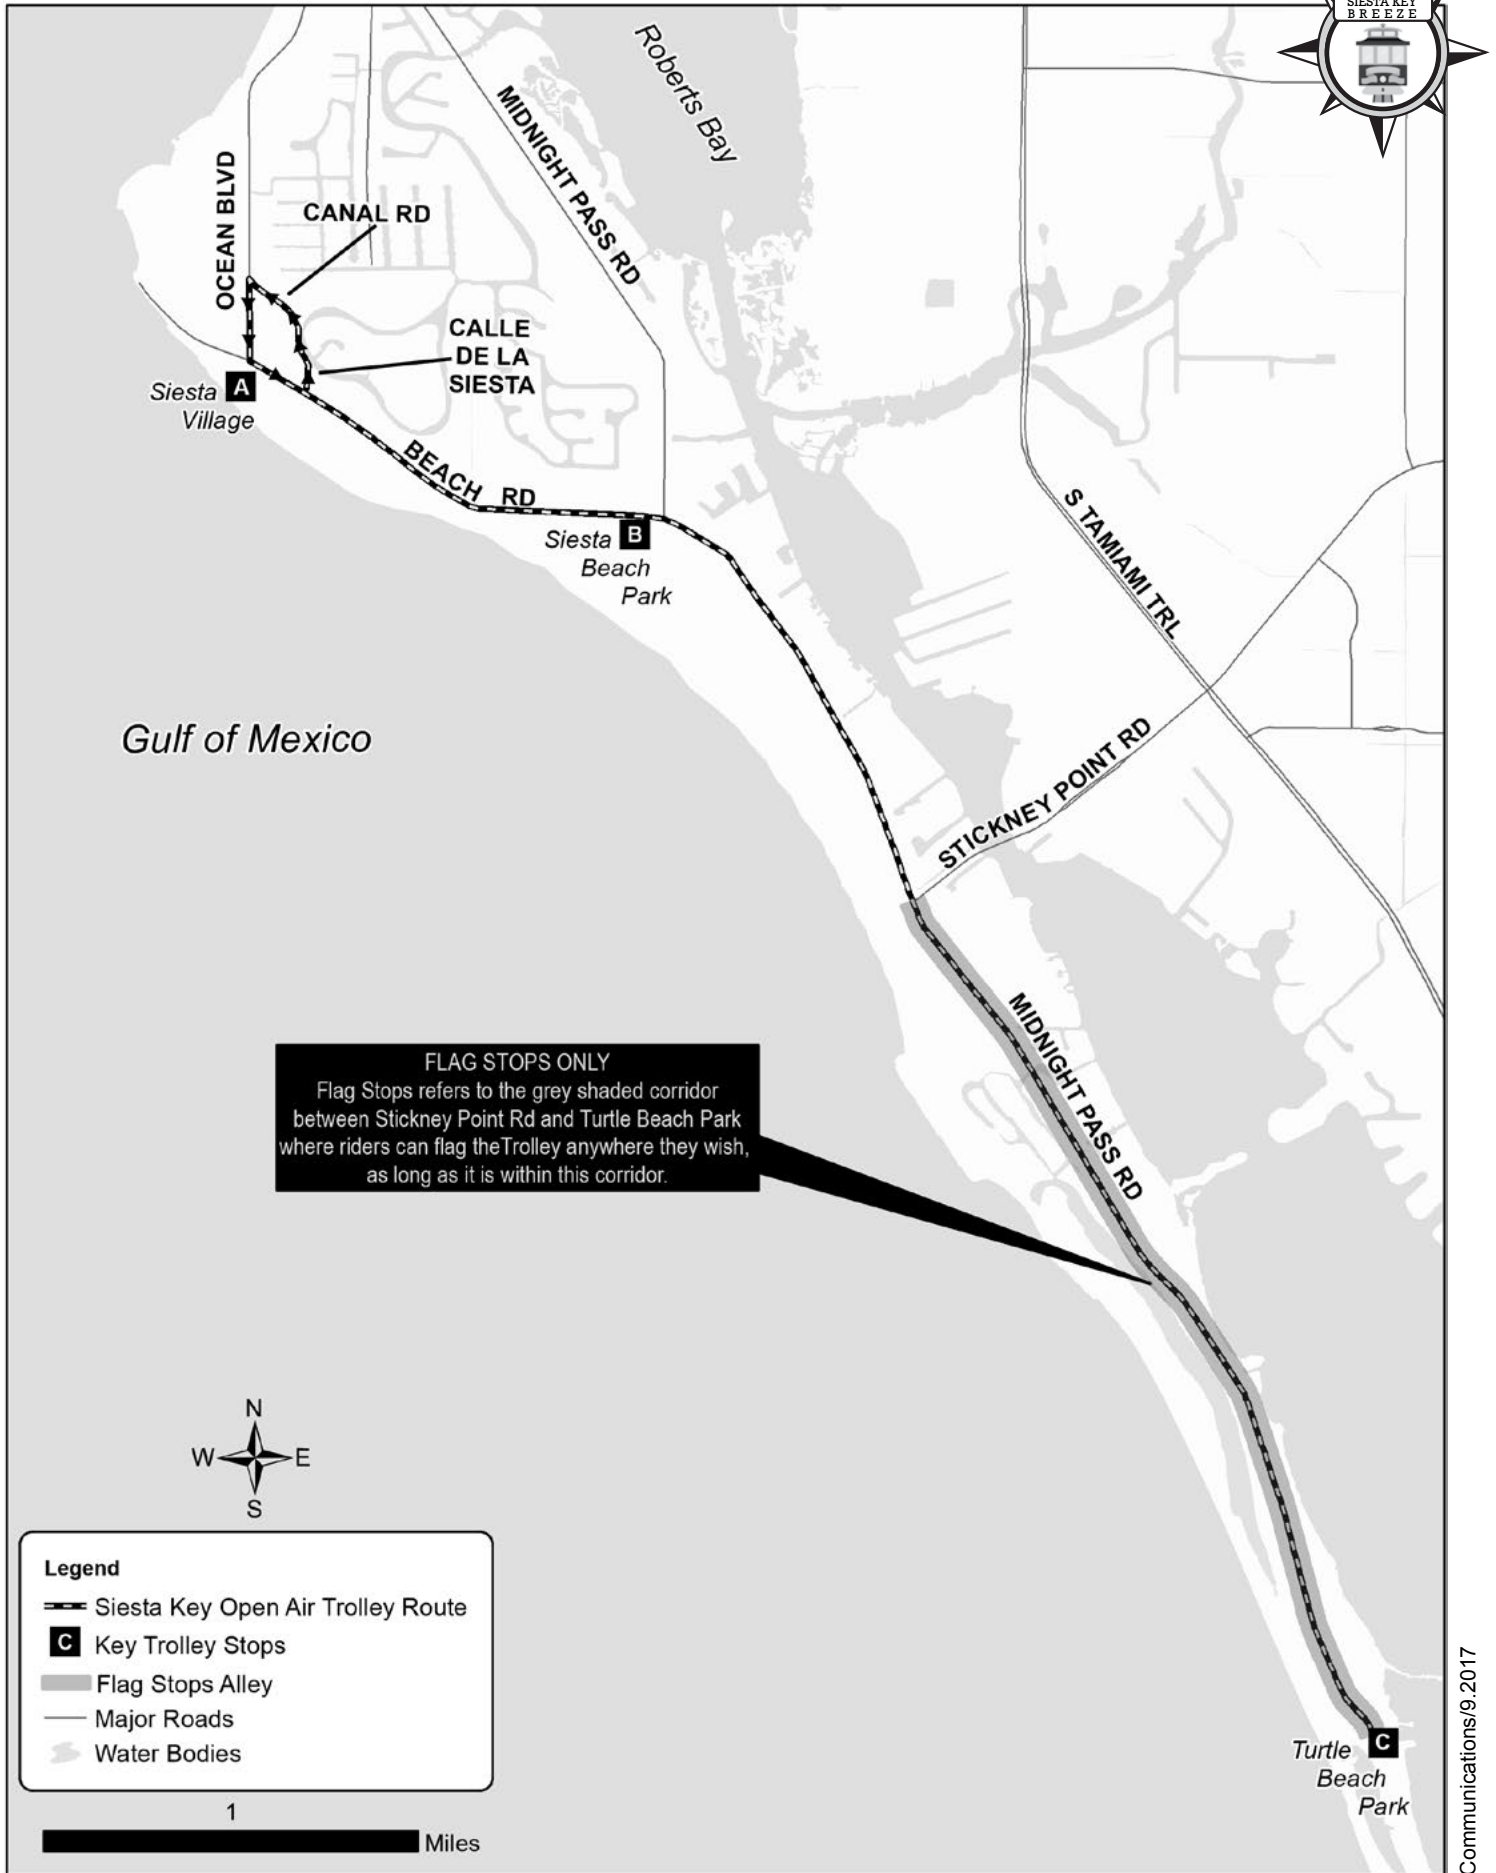 SIESTA KEY
BREEZE
Roberts Bay
MIDNIGHT PASS RD
OCEAN BLVD
CANAL RD
CALLE
DE LA
SIESTA
A
Siesta
Village
BEACH RD
Siesta
Beach
Park
B
S TAMIAMI TRL
Gulf of Mexico
STICKNEY POINT RD
MIDNIGHT PASS RD
FLAG STOPS ONLY
Flag Stops refers to the grey shaded corridor
between Stickney Point Rd and Turtle Beach Park
where riders can flag theTrolley anywhere they wish,
as long as it is within this corridor.
N
W E
S
Legend
Siesta Key Open Air Trolley Route
C Key Trolley Stops
Flag Stops Alley
Major Roads
Water Bodies
1
Miles
Turtle
Beach
Park
C
Communications/9.2017